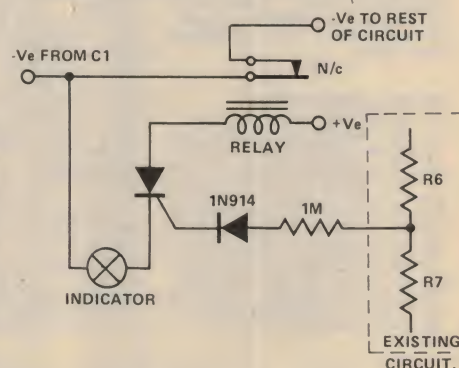 -Ve TO REST
OF CIRCUIT
-Ve FROM C1
N/c
+Ve
RELAY
R6
1N914
1M
R7
INDICATOR
EXISTING
CIRCUIT.